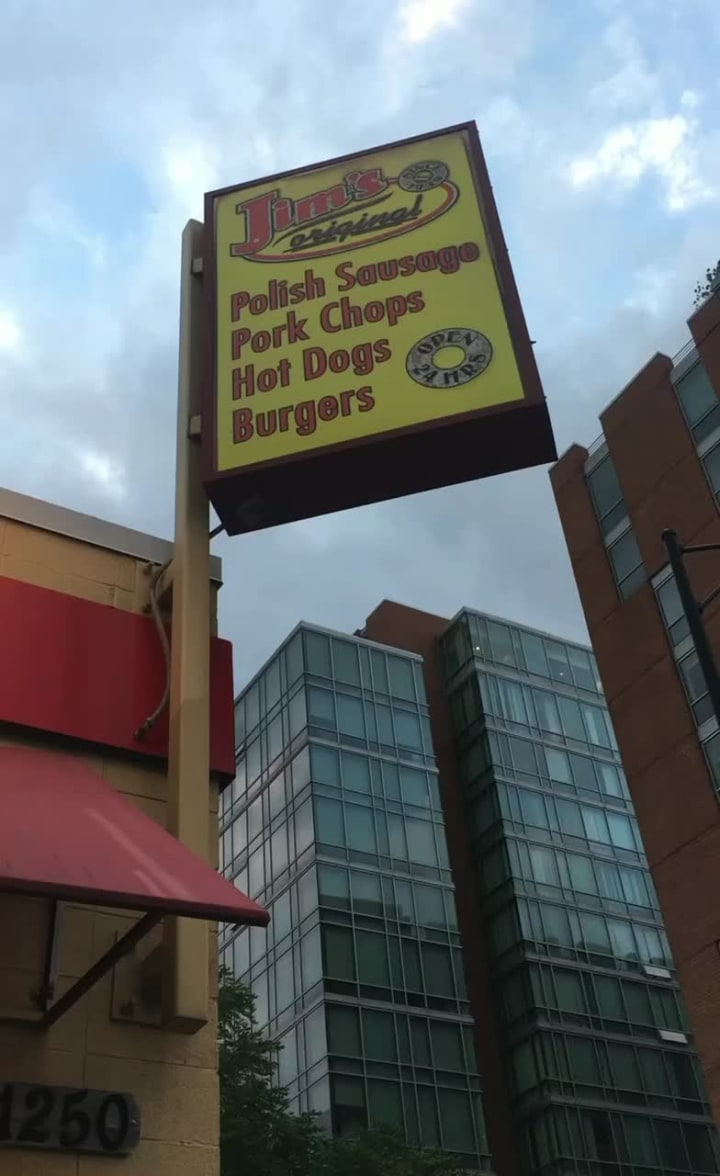 Jim's
original
Polish Sausage
Pork Chops
Hot Dogs
Burgers
OPEN
24 HRS
1250